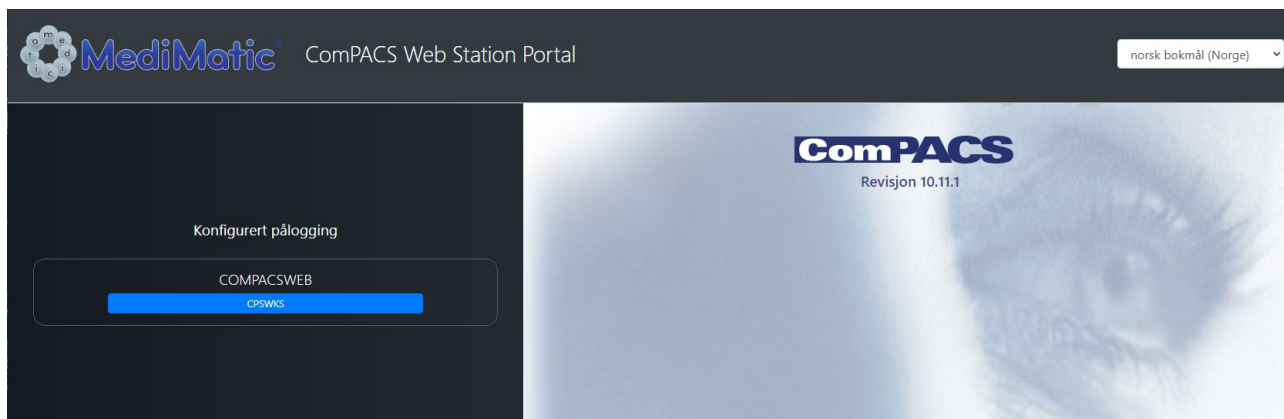 MediMatic
ComPACS Web Station Portal
norsk bokmål (Norge)
ComPACS
Revisjon 10.11.1
Konfigurert pålogging
COMPACSWEB
CPSWKS